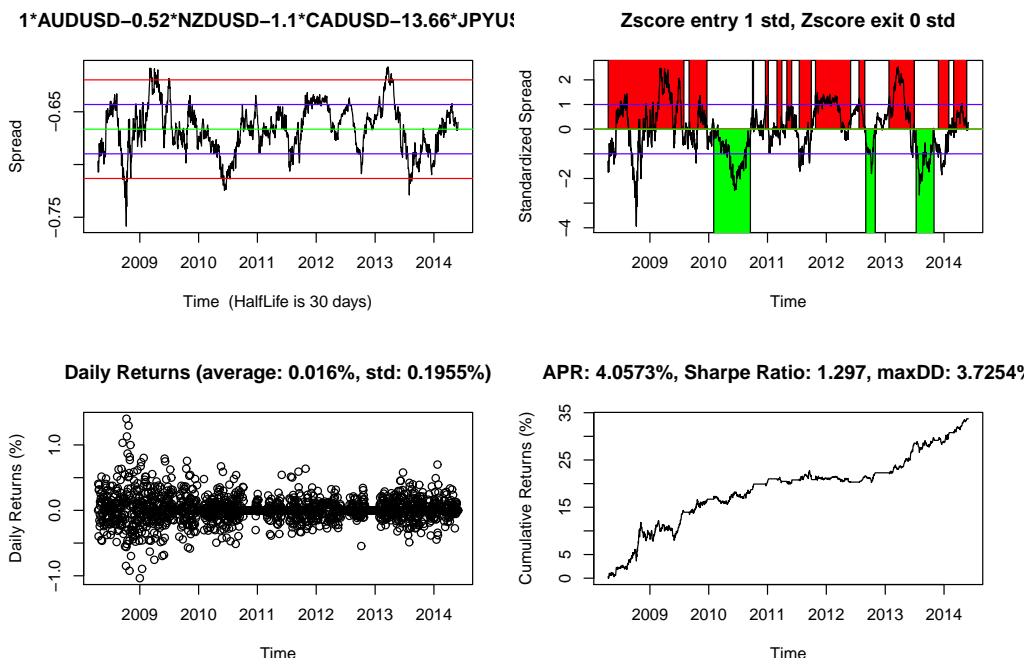 1*AUDUSD−0.52*NZDUSD−1.1*CADUSD−13.66*JPYUS
Spread
−0.65
−0.75
2009 2010 2011 2012 2013 2014
Time (HalfLife is 30 days)
Zscore entry 1 std, Zscore exit 0 std
Standardized Spread
2
1
0
−2
−4
2009 2010 2011 2012 2013 2014
Time
Daily Returns (average: 0.016%, std: 0.1955%)
Daily Returns (%)
1.0
0.0
−1.0
2009 2010 2011 2012 2013 2014
Time
APR: 4.0573%, Sharpe Ratio: 1.297, maxDD: 3.7254%
Cumulative Returns (%)
35
25
15
5
0
2009 2010 2011 2012 2013 2014
Time